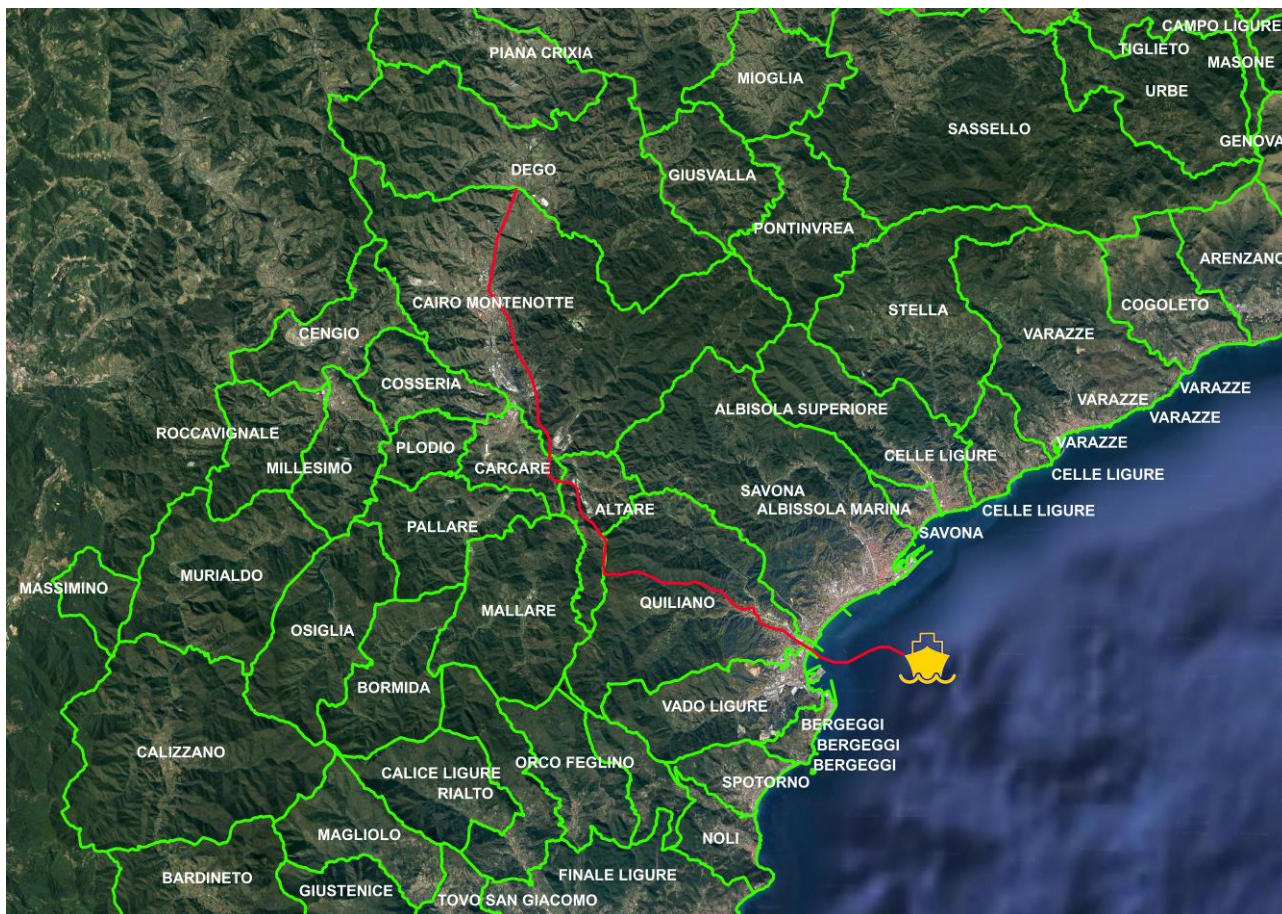 CAMPO LIGURE
TIGLIETO
PIANA CRIXIA
MASONE
MIOGLIA
URBE
SASSELLO
GENOVA
DEGO
GIUSVALLA
PONTINVREA
ARENZANO
CAIRO MONTENOTTE
COGOLETO
STELLA
CENGIO
VARAZZE
COSSERIA
VARAZZE
VARAZZE
ALBISOLA SUPERIORE
VARAZZE
ROCCAVIGNALE
VARAZZE
PLODIO
CELLE LIGURE
MILLESIMO
CARCARE
CELLE LIGURE
SAVONA
ALTARE
ALBISSOLA MARINA
CELLE LIGURE
PALLARE
SAVONA
MURIALDO
MASSIMINO
QUILIANO
MALLARE
OSIGLIA
BORMIDA
VADO LIGURE
BERGEGGI
BERGEGGI
CALIZZANO
ORCO FEGLINO
BERGEGGI
CALICE LIGURE
SPOTORNO
RIALTO
MAGLIOLO
NOLI
BARDINETO
FINALE LIGURE
GIUSTENICE
TOVO SAN GIACOMO